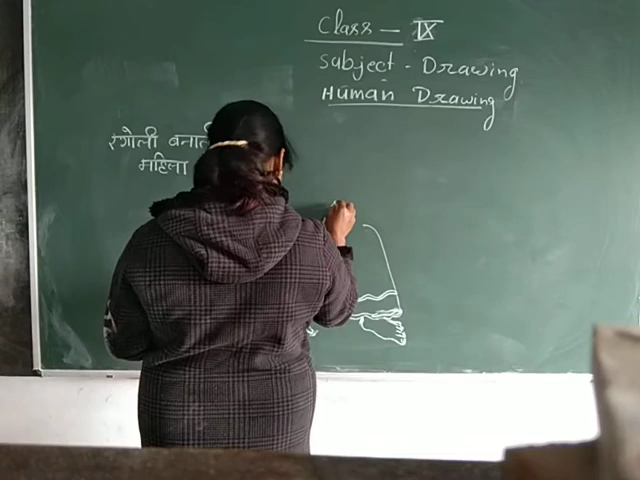 Class - IX
Subject - Drawing
Human Drawing
रंगोली
महिला